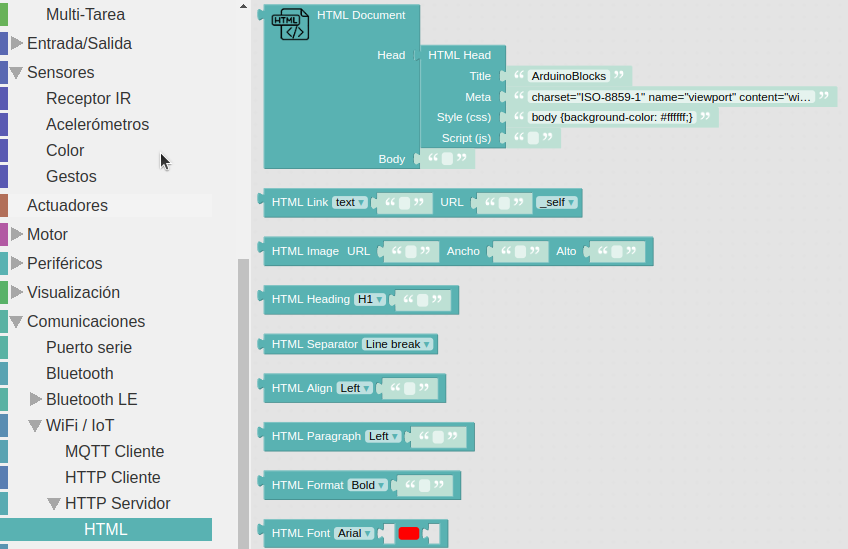 Multi-Tarea
Entrada/Salida
Sensores
Receptor IR
Acelerómetros
Color
Gestos
Actuadores
Motor
Periféricos
Visualización
Comunicaciones
Puerto serie
Bluetooth
Bluetooth LE
WiFi / IoT
MQTT Cliente
HTTP Cliente
HTTP Servidor
HTML
HTML
</>
HTML Document
Head HTML Head
Title “ ArduinoBlocks ”
Meta “ charset="ISO-8859-1" name="viewport" content="wi... ”
Style (css) “ body {background-color: #ffffff;} ”
Script (js) “ ”
Body “ ”
HTML Link text “ ” URL “ ” _self
HTML Image URL “ ” Ancho “ ” Alto “ ”
HTML Heading H1 “ ”
HTML Separator Line break
HTML Align Left “ ”
HTML Paragraph Left “ ”
HTML Format Bold “ ”
HTML Font Arial